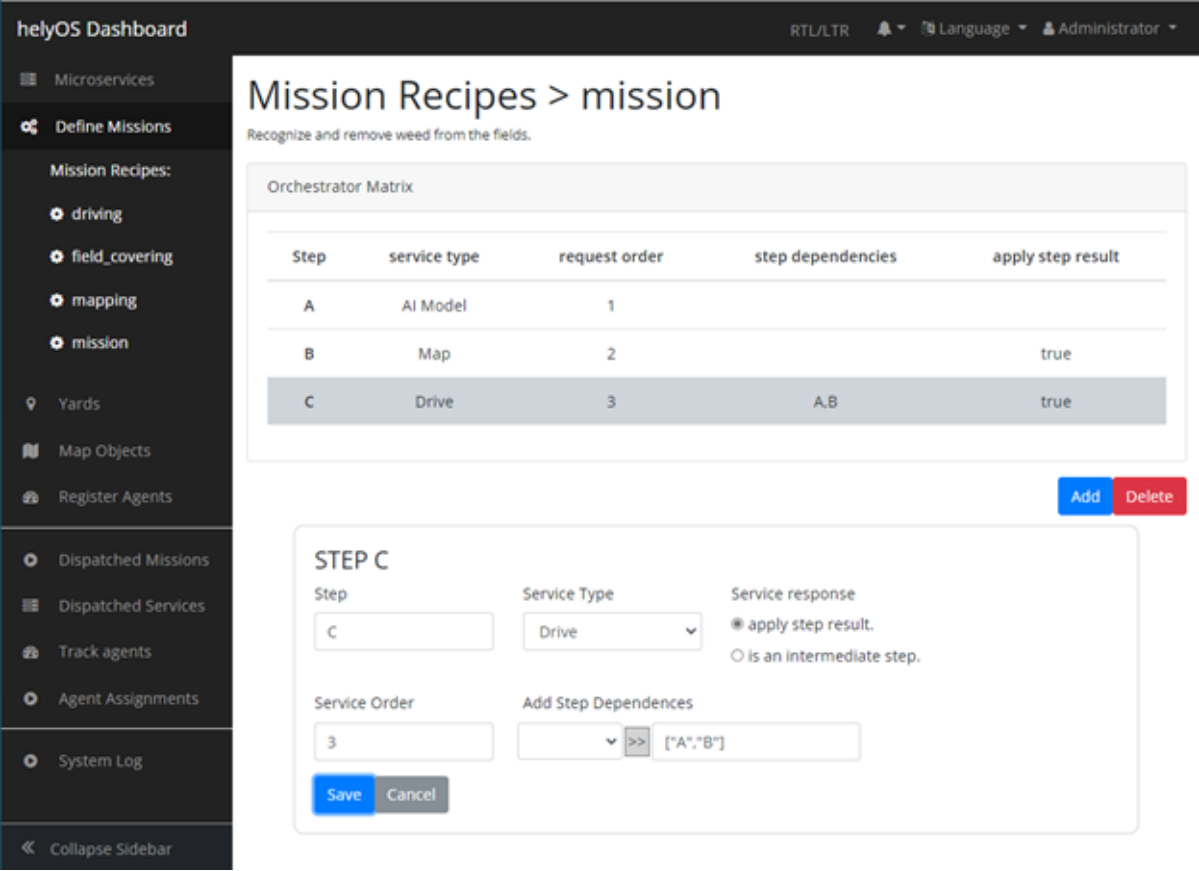 helyOS Dashboard
RTL/LTR Language Administrator
Microservices
Define Missions
Mission Recipes:
driving
field_covering
mapping
mission
Yards
Map Objects
Register Agents
Dispatched Missions
Dispatched Services
Track agents
Agent Assignments
System Log
Collapse Sidebar
Mission Recipes > mission
Recognize and remove weed from the fields.
Orchestrator Matrix
Step service type request order step dependencies apply step result
A AI Model 1
B Map 2 true
C Drive 3 A,B true
Add Delete
STEP C
Step Service Type Service response
C Drive apply step result.
is an intermediate step.
Service Order Add Step Dependences
3 >> ["A","B"]
Save Cancel